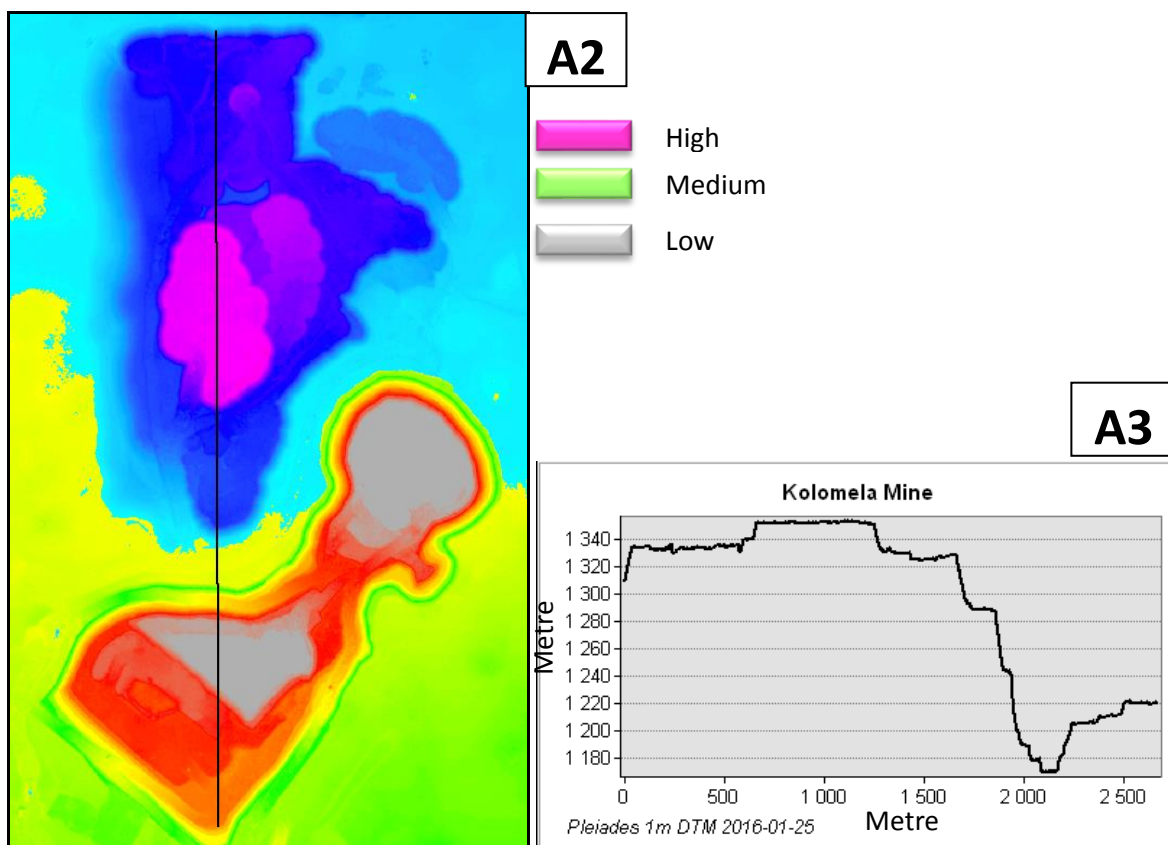 A2
High
Medium
Low
A3
Kolomela Mine
Metre
1 340
1 320
1 300
1 280
1 260
1 240
1 220
1 200
1 180
0 500 1 000 1 500 2 000 2 500
Pleiades 1m DTM 2016-01-25 Metre